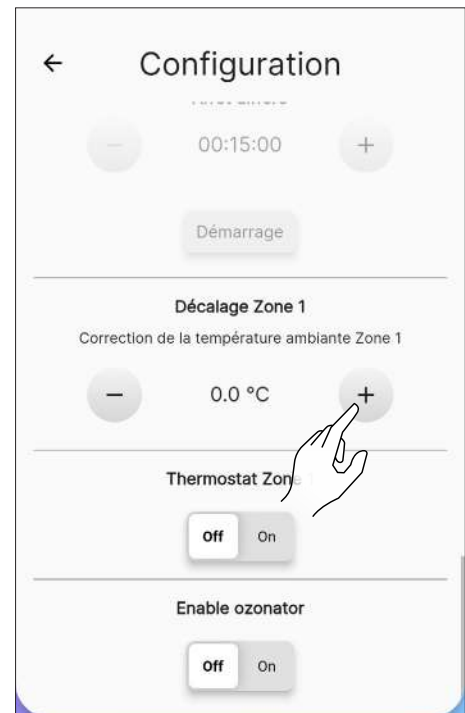 Configuration
00:15:00
Démarrage
Décalage Zone 1
Correction de la température ambiante Zone 1
0.0 °C
Thermostat Zone
Off On
Enable ozonator
Off On